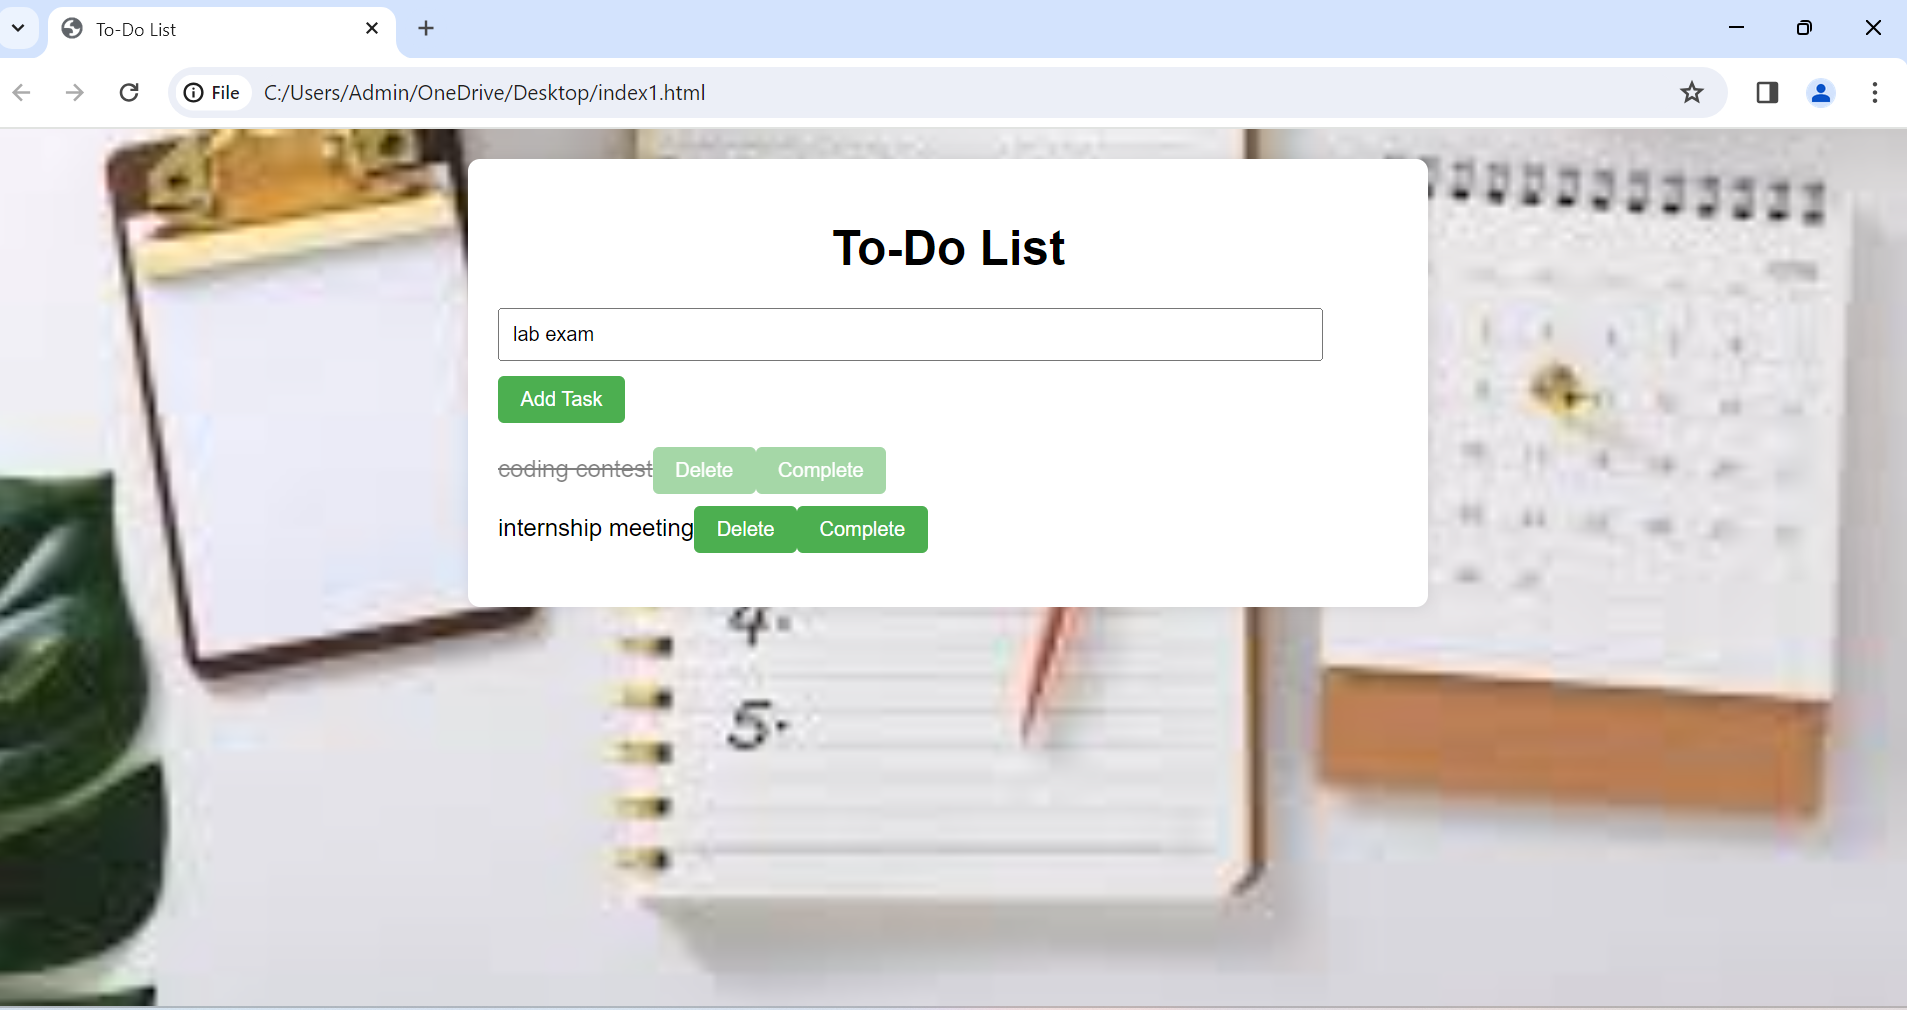 To-Do List
File C:/Users/Admin/OneDrive/Desktop/index1.html
To-Do List
lab exam
Add Task
coding contest Delete Complete
internship meeting Delete Complete
4.
5.